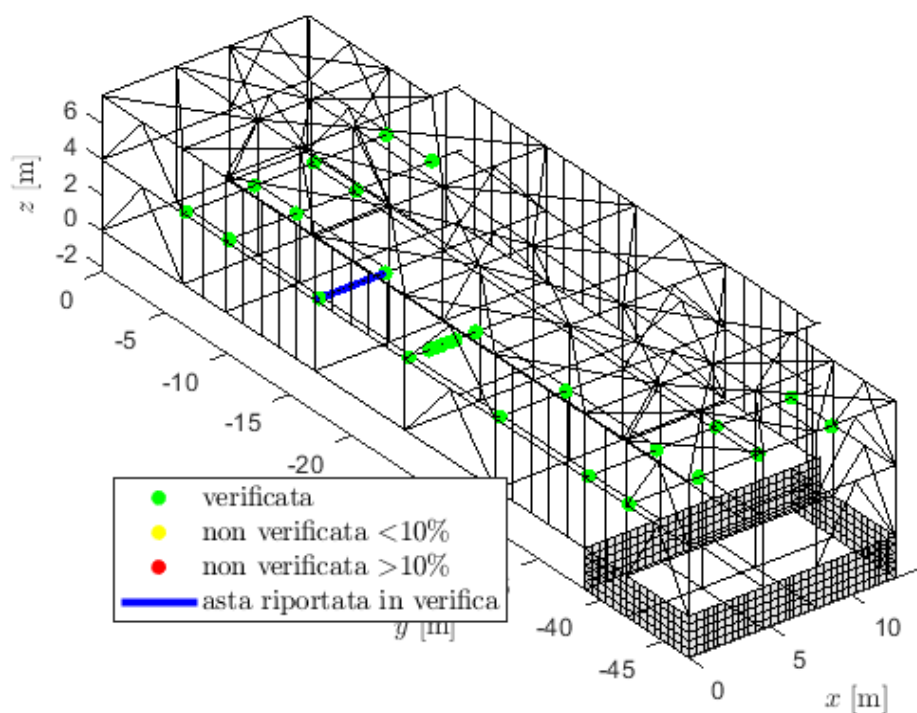 6
4
2
0
-2
z [m]
0
-5
-10
-15
-20
verificata
non verificata <10%
non verificata >10%
asta riportata in verifica
y [m]
-40
-45
0
5
10
x [m]